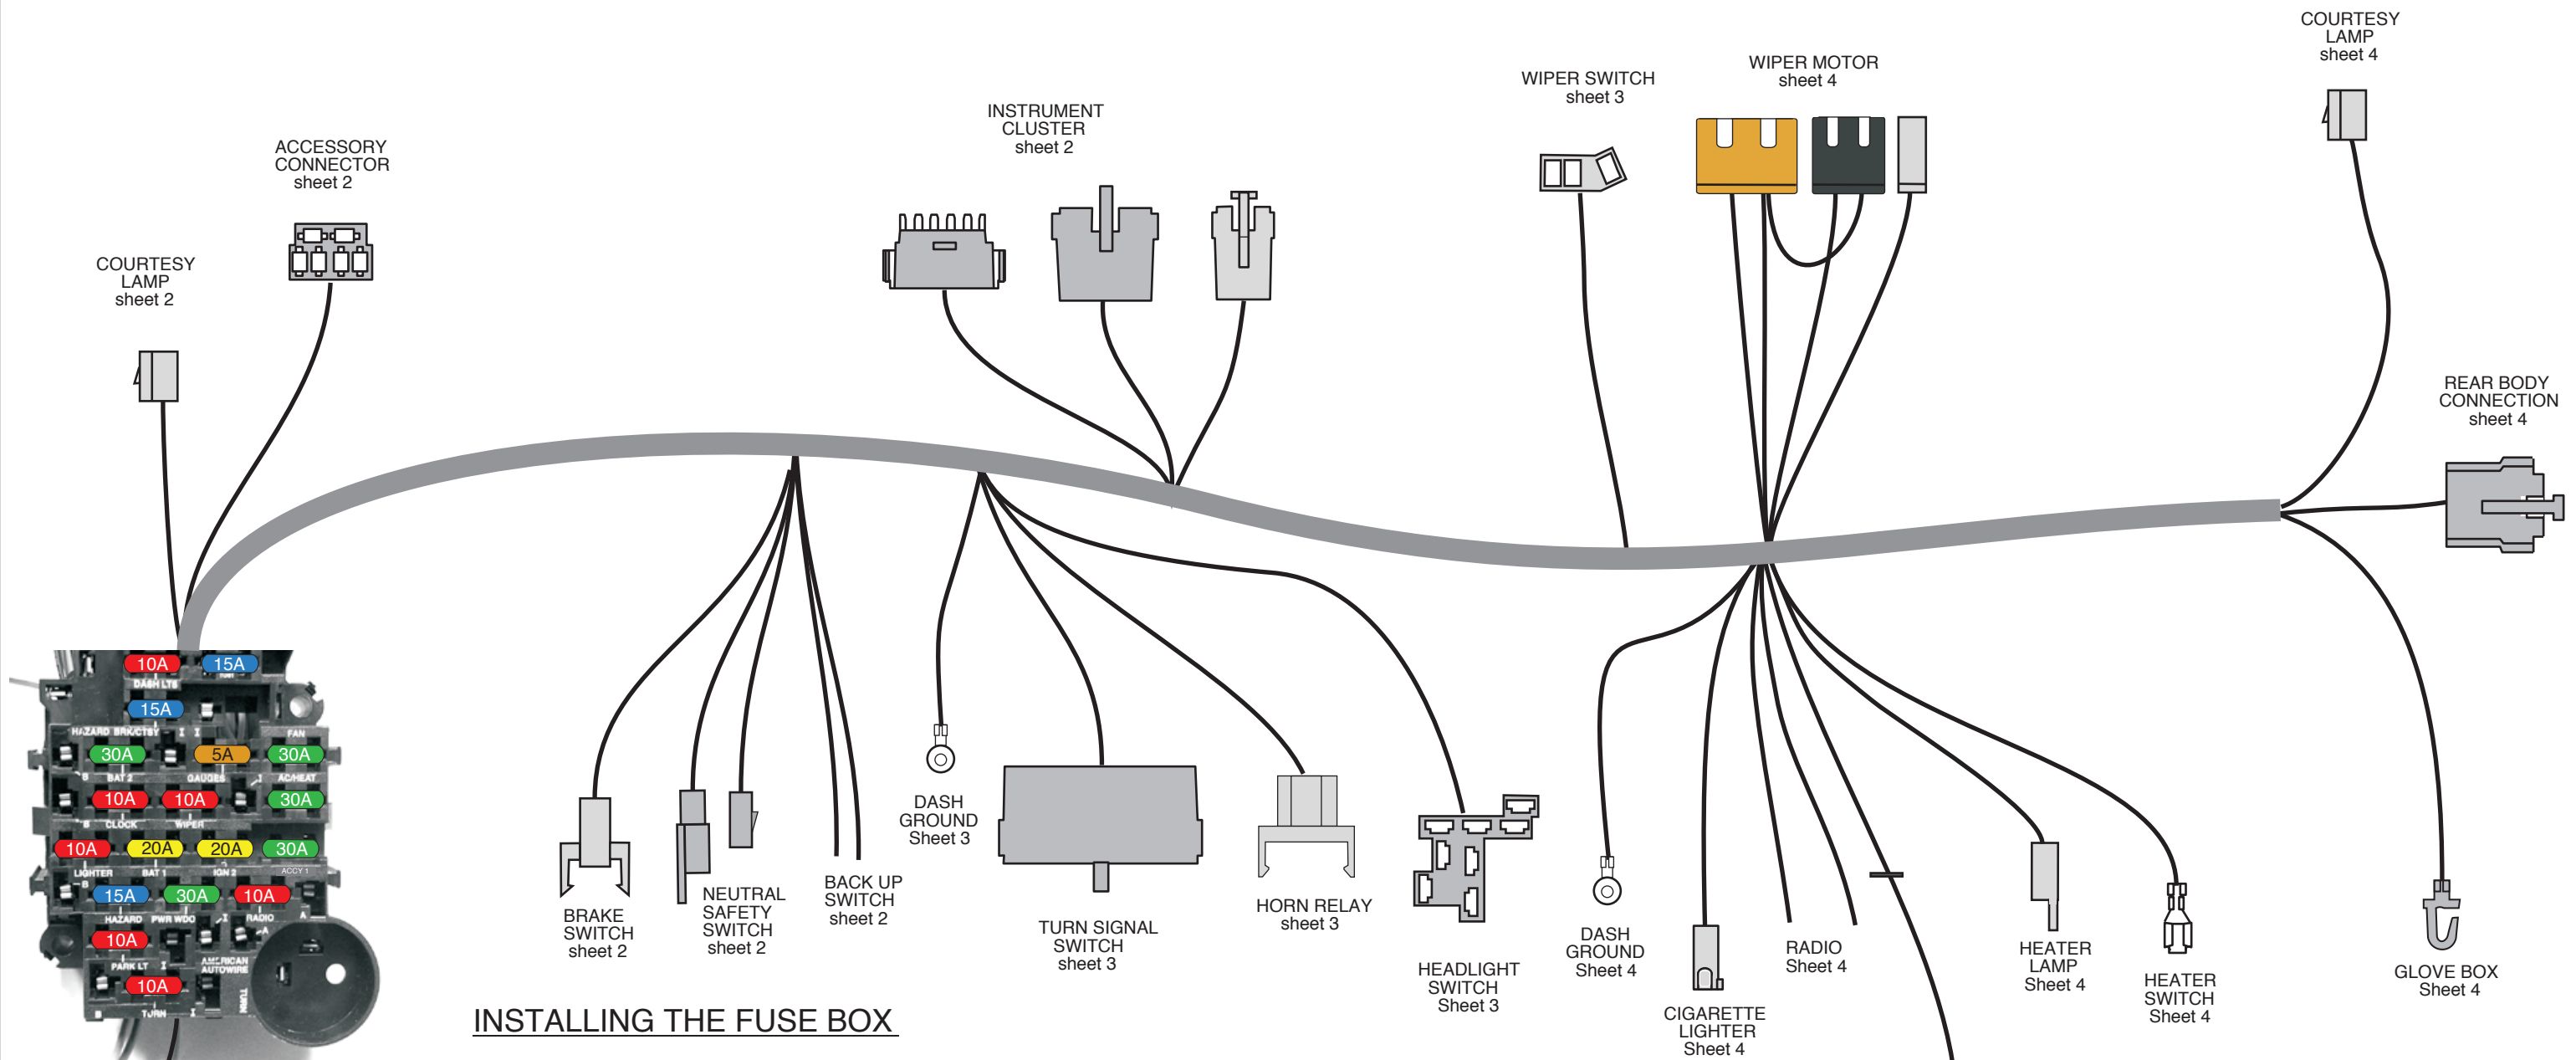 COURTESY
LAMP
sheet 4
WIPER MOTOR
sheet 4
WIPER SWITCH
sheet 3
INSTRUMENT
CLUSTER
sheet 2
ACCESSORY
CONNECTOR
sheet 2
COURTESY
LAMP
sheet 2
REAR BODY
CONNECTION
sheet 4
10A 15A
DASH LTS
15A
HAZARD BRK/CTSY I I FAN
30A 5A 30A
B BAT 2 GAUGES I AC/HEAT
10A 10A 30A
B CLOCK WIPER
10A 20A 20A 30A
LIGHTER BAT 1 IGN 2 ACCY 1
B
15A 30A 10A
HAZARD PWR WDO I RADIO A
10A A
PARK LT I AMERICAN
AUTOWIRE
10A
TURN
B TURN I
BRAKE
SWITCH
sheet 2
NEUTRAL
SAFETY
SWITCH
sheet 2
BACK UP
SWITCH
sheet 2
DASH
GROUND
Sheet 3
TURN SIGNAL
SWITCH
sheet 3
HORN RELAY
sheet 3
HEADLIGHT
SWITCH
Sheet 3
DASH
GROUND
Sheet 4
CIGARETTE
LIGHTER
Sheet 4
RADIO
Sheet 4
HEATER
LAMP
Sheet 4
HEATER
SWITCH
Sheet 4
GLOVE BOX
Sheet 4
INSTALLING THE FUSE BOX